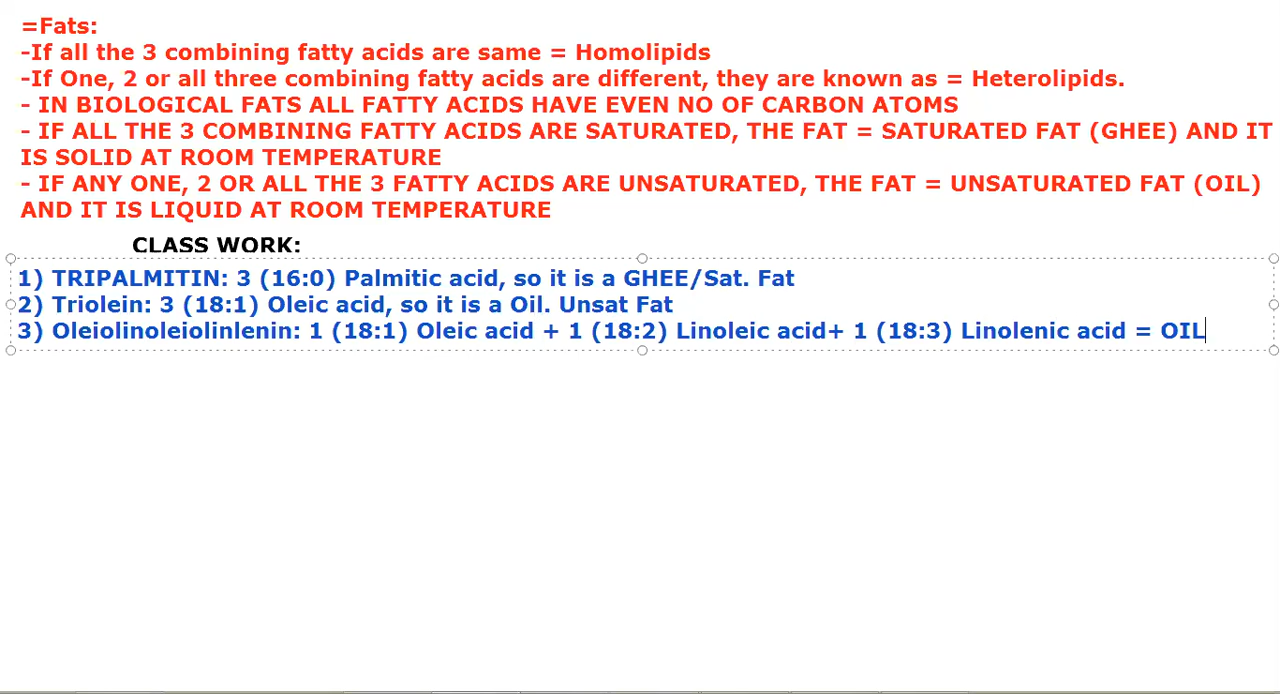 =Fats:
-If all the 3 combining fatty acids are same = Homolipids
-If One, 2 or all three combining fatty acids are different, they are known as = Heterolipids.
- IN BIOLOGICAL FATS ALL FATTY ACIDS HAVE EVEN NO OF CARBON ATOMS
- IF ALL THE 3 COMBINING FATTY ACIDS ARE SATURATED, THE FAT = SATURATED FAT (GHEE) AND IT
IS SOLID AT ROOM TEMPERATURE
- IF ANY ONE, 2 OR ALL THE 3 FATTY ACIDS ARE UNSATURATED, THE FAT = UNSATURATED FAT (OIL)
AND IT IS LIQUID AT ROOM TEMPERATURE
CLASS WORK:
1) TRIPALMITIN: 3 (16:0) Palmitic acid, so it is a GHEE/Sat. Fat
2) Triolein: 3 (18:1) Oleic acid, so it is a Oil. Unsat Fat
3) Oleiolinoleiolinlenin: 1 (18:1) Oleic acid + 1 (18:2) Linoleic acid+ 1 (18:3) Linolenic acid = OIL